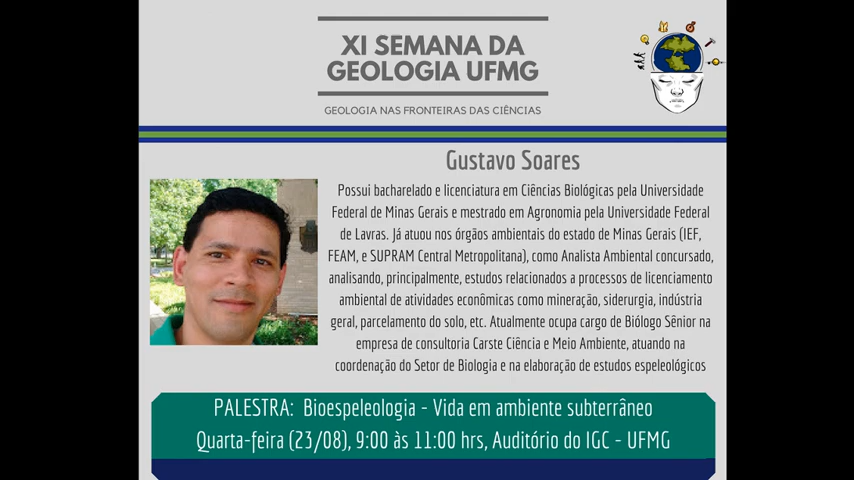 XI SEMANA DA
GEOLOGIA UFMG
GEOLOGIA NAS FRONTEIRAS DAS CIÊNCIAS
Gustavo Soares
Possui bacharelado e licenciatura em Ciências Biológicas pela Universidade
Federal de Minas Gerais e mestrado em Agronomia pela Universidade Federal
de Lavras. Já atuou nos órgãos ambientais do estado de Minas Gerais (IEF,
FEAM, e SUPRAM Central Metropolitana), como Analista Ambiental concursado,
analisando, principalmente, estudos relacionados a processos de licenciamento
ambiental de atividades econômicas como mineração, siderurgia, indústria
geral, parcelamento do solo, etc. Atualmente ocupa cargo de Biólogo Sênior na
empresa de consultoria Carste Ciência e Meio Ambiente, atuando na
coordenação do Setor de Biologia e na elaboração de estudos espeleológicos
PALESTRA: Bioespeleologia - Vida em ambiente subterrâneo
Quarta-feira (23/08), 9:00 às 11:00 hrs, Auditório do IGC - UFMG